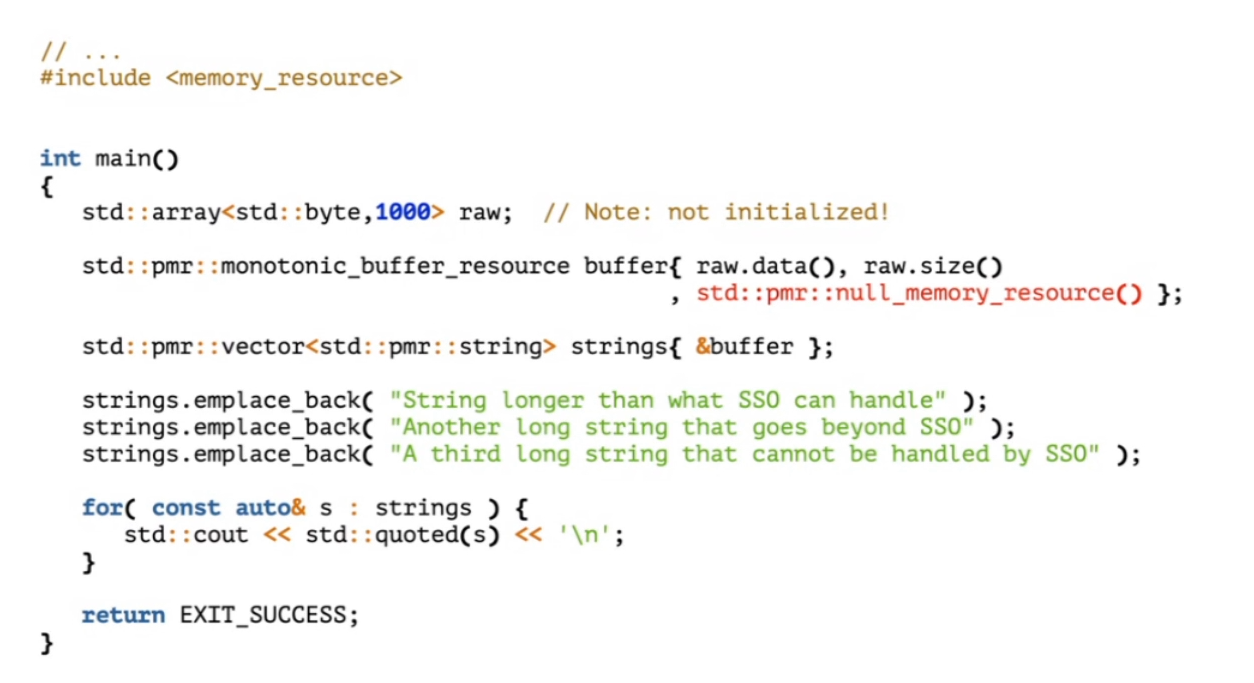 // ...
#include <memory_resource>
int main()
{
std::array<std::byte,1000> raw; // Note: not initialized!
std::pmr::monotonic_buffer_resource buffer{ raw.data(), raw.size()
, std::pmr::null_memory_resource() };
std::pmr::vector<std::pmr::string> strings{ &buffer };
strings.emplace_back( "String longer than what SSO can handle" );
strings.emplace_back( "Another long string that goes beyond SSO" );
strings.emplace_back( "A third long string that cannot be handled by SSO" );
for( const auto& s : strings ) {
std::cout << std::quoted(s) << '\n';
}
return EXIT_SUCCESS;
}